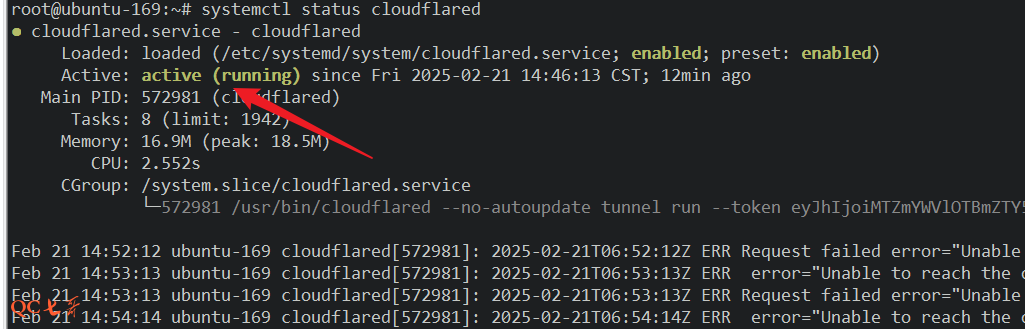 root@ubuntu-169:~# systemctl status cloudflared
● cloudflared.service - cloudflared
Loaded: loaded (/etc/systemd/system/cloudflared.service; enabled; preset: enabled)
Active: active (running) since Fri 2025-02-21 14:46:13 CST; 12min ago
Main PID: 572981 (cloudflared)
Tasks: 8 (limit: 1942)
Memory: 16.9M (peak: 18.5M)
CPU: 2.552s
CGroup: /system.slice/cloudflared.service
└─572981 /usr/bin/cloudflared --no-autoupdate tunnel run --token eyJhIjoiMTZmYWVlOTBmZTY5
Feb 21 14:52:12 ubuntu-169 cloudflared[572981]: 2025-02-21T06:52:12Z ERR Request failed error="Unable
Feb 21 14:53:13 ubuntu-169 cloudflared[572981]: 2025-02-21T06:53:13Z ERR  error="Unable to reach the
Feb 21 14:53:13 ubuntu-169 cloudflared[572981]: 2025-02-21T06:53:13Z ERR Request failed error="Unable
Feb 21 14:54:14 ubuntu-169 cloudflared[572981]: 2025-02-21T06:54:14Z ERR  error="Unable to reach the
QC